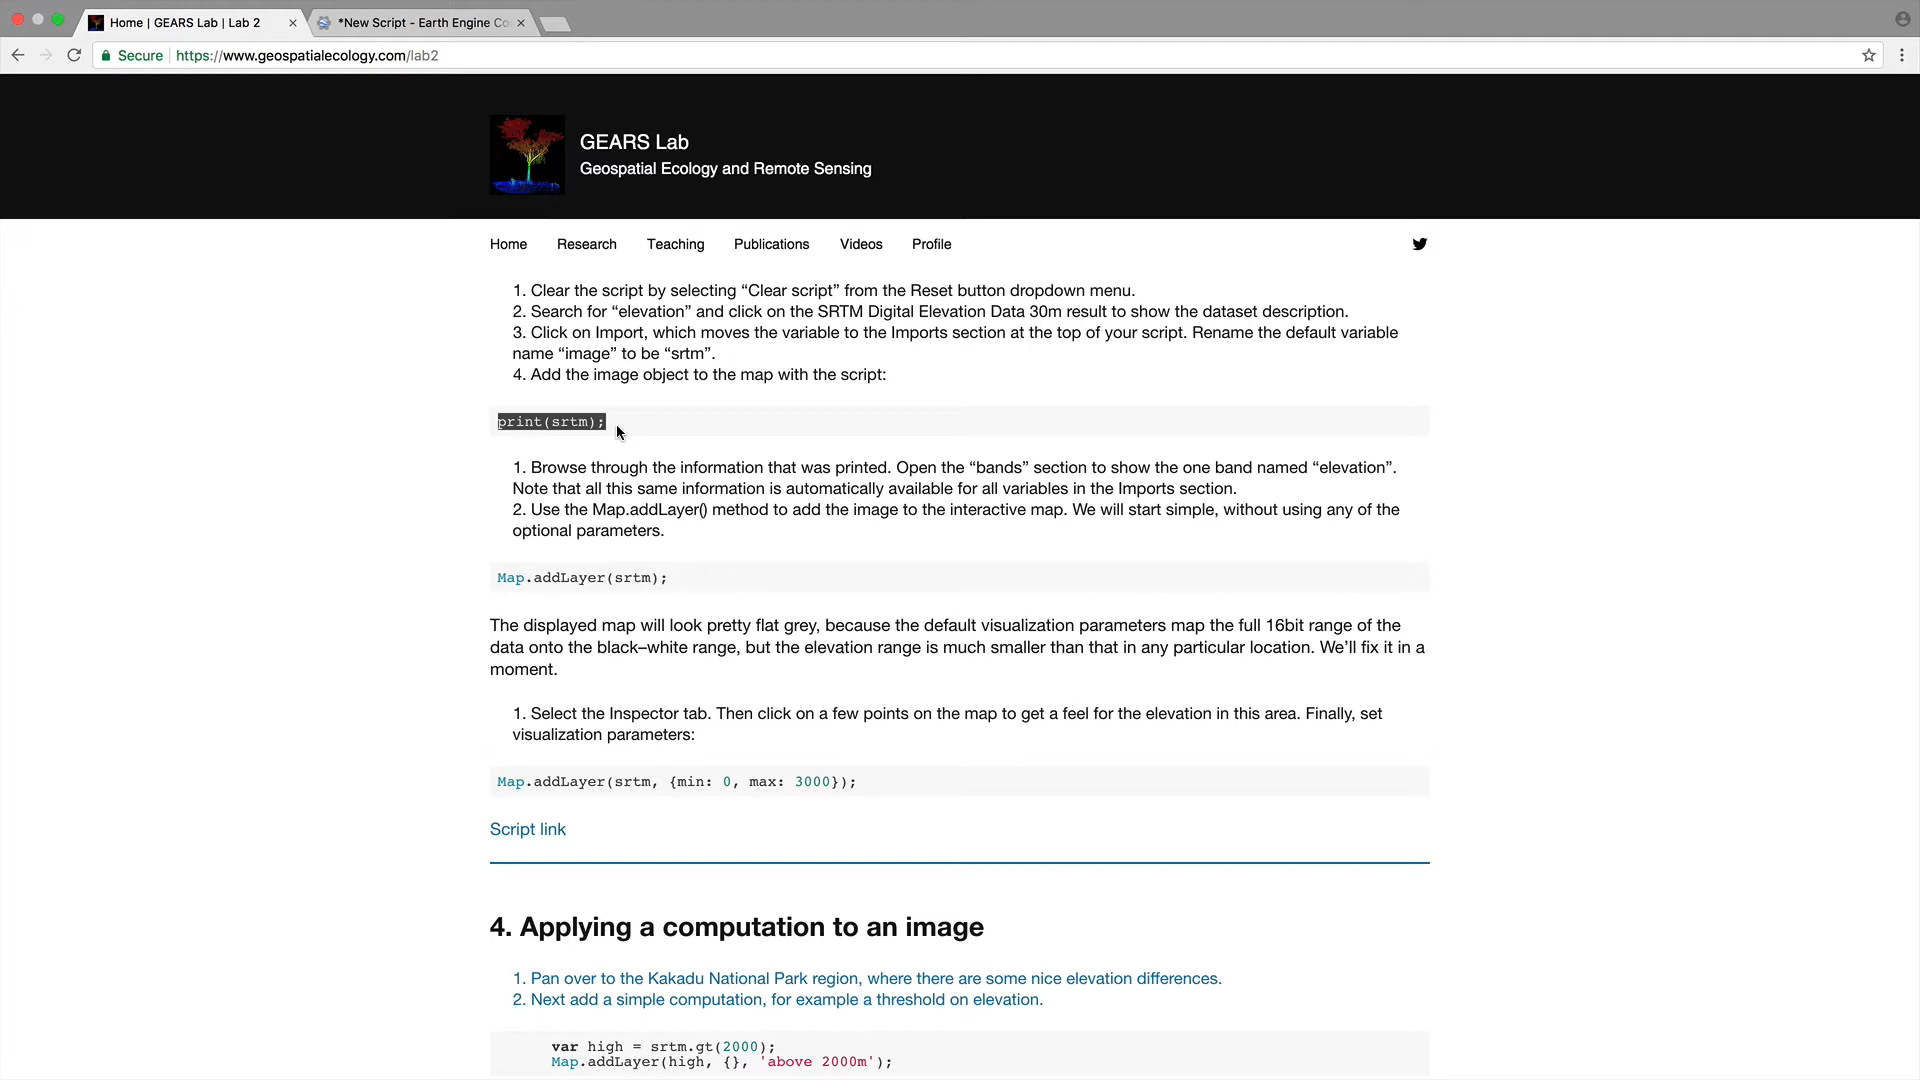 Home | GEARS Lab | Lab 2
*New Script - Earth Engine Co
Secure https://www.geospatialecology.com/lab2
GEARS Lab
Geospatial Ecology and Remote Sensing
Home Research Teaching Publications Videos Profile
1. Clear the script by selecting “Clear script” from the Reset button dropdown menu.
2. Search for “elevation” and click on the SRTM Digital Elevation Data 30m result to show the dataset description.
3. Click on Import, which moves the variable to the Imports section at the top of your script. Rename the default variable
name “image” to be “srtm”.
4. Add the image object to the map with the script:
print(srtm);
1. Browse through the information that was printed. Open the “bands” section to show the one band named “elevation”.
Note that all this same information is automatically available for all variables in the Imports section.
2. Use the Map.addLayer() method to add the image to the interactive map. We will start simple, without using any of the
optional parameters.
Map.addLayer(srtm);
The displayed map will look pretty flat grey, because the default visualization parameters map the full 16bit range of the
data onto the black–white range, but the elevation range is much smaller than that in any particular location. We’ll fix it in a
moment.
1. Select the Inspector tab. Then click on a few points on the map to get a feel for the elevation in this area. Finally, set
visualization parameters:
Map.addLayer(srtm, {min: 0, max: 3000});
Script link
4. Applying a computation to an image
1. Pan over to the Kakadu National Park region, where there are some nice elevation differences.
2. Next add a simple computation, for example a threshold on elevation.
var high = srtm.gt(2000);
Map.addLayer(high, {}, 'above 2000m');